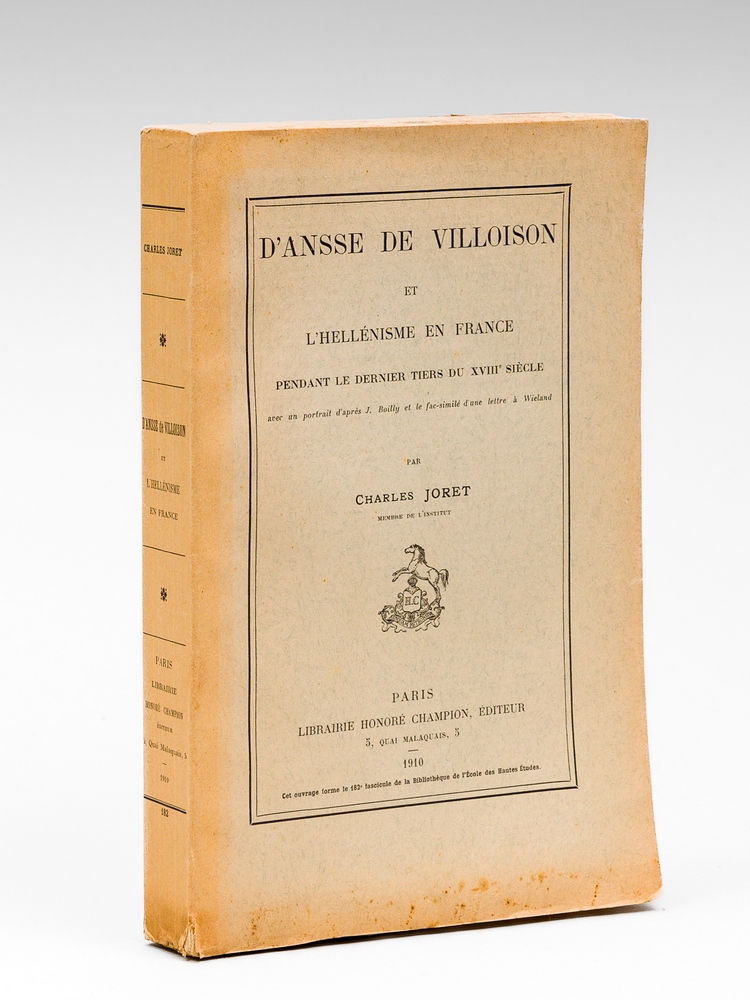 CHARLES JORET
D'ANSSE de VILLOISON
ET
L'HELLÉNISME
EN FRANCE
PARIS
LIBRAIRIE
HONORÉ CHAMPION
ÉDITEUR
5, Quai Malaquais, 5
1910
182
D'ANSSE DE VILLOISON
ET
L'HELLÉNISME EN FRANCE
PENDANT LE DERNIER TIERS DU XVIIIe SIÈCLE
avec un portrait d'après J. Boilly et le fac-similé d'une lettre à Wieland
PAR
CHARLES JORET
MEMBRE DE L'INSTITUT
H.C
PARIS
LIBRAIRIE HONORÉ CHAMPION, ÉDITEUR
5, QUAI MALAQUAIS, 5
1910
Cet ouvrage forme le 182e fascicule de la Bibliothèque de l'École des Hautes Études.